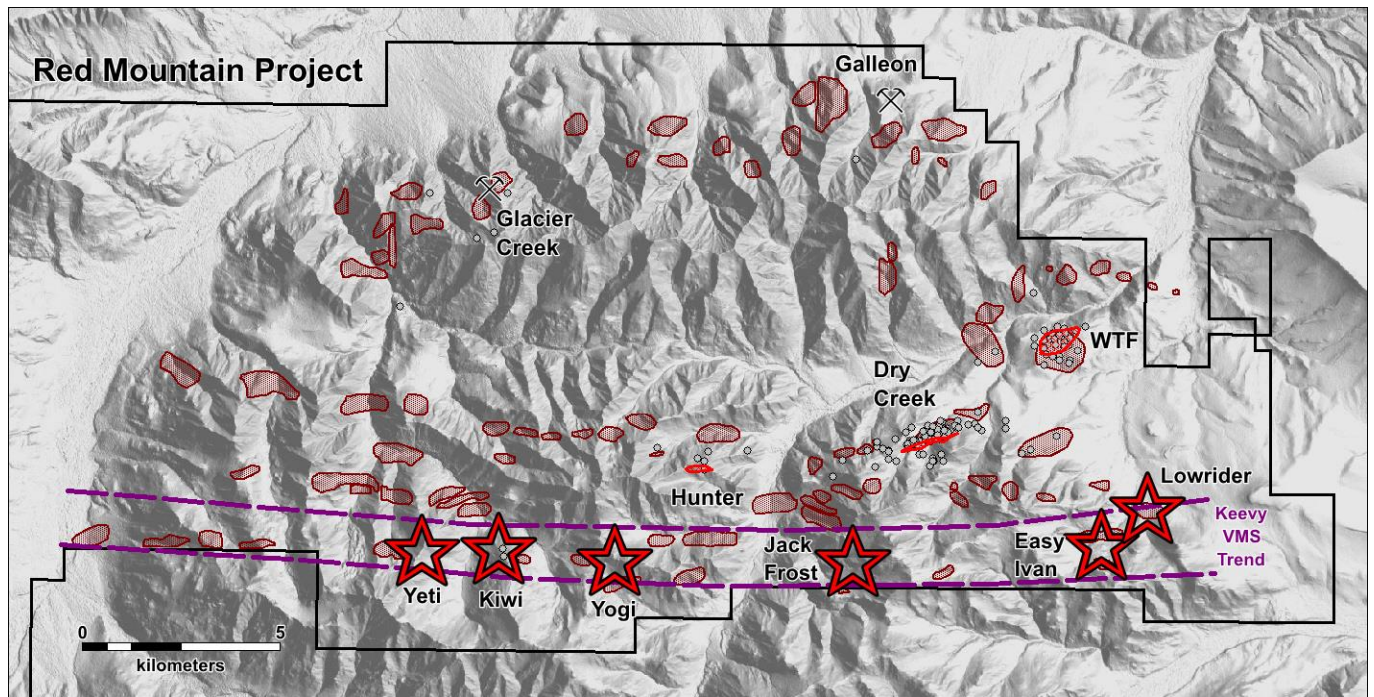 Red Mountain Project
Galleon
Glacier
Creek
WTF
Dry
Creek
Hunter
Lowrider
Keevy
VMS
Trend
Easy
Ivan
Jack
Frost
Yeti
Kiwi
Yogi
0 5
kilometers